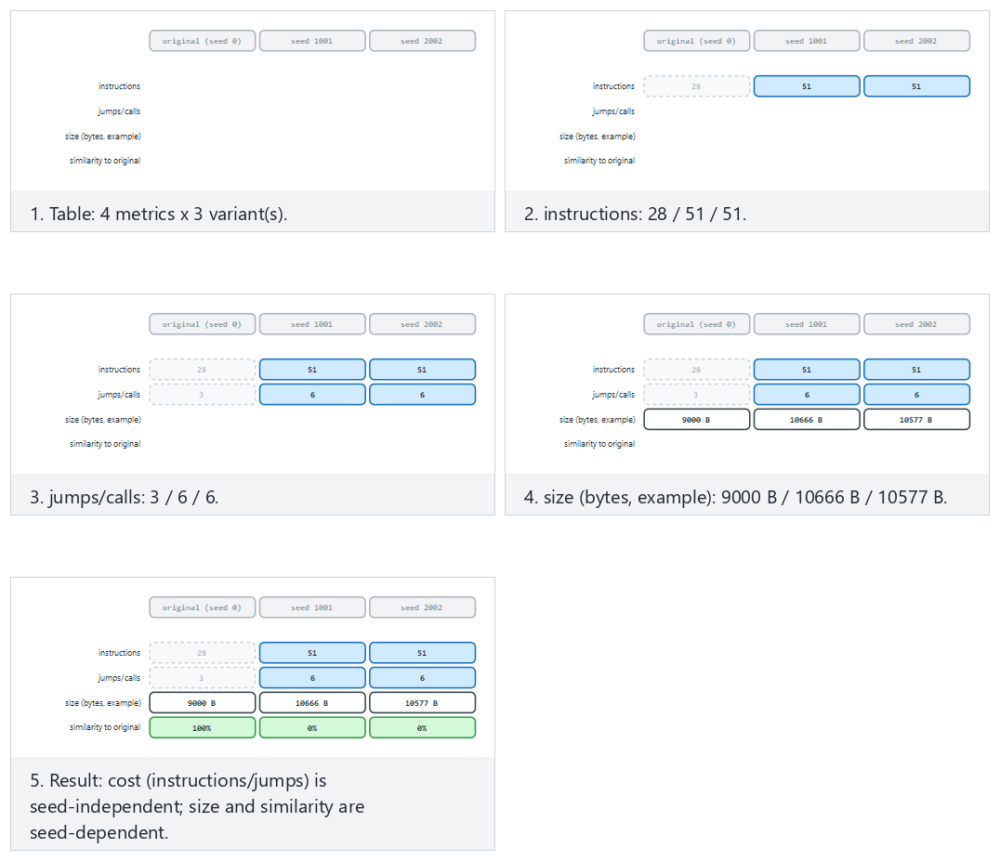 original (seed 0) seed 1001 seed 2002
instructions
jumps/calls
size (bytes, example)
similarity to original
1. Table: 4 metrics x 3 variant(s).
original (seed 0) seed 1001 seed 2002
instructions 28 51 51
jumps/calls
size (bytes, example)
similarity to original
2. instructions: 28 / 51 / 51.
original (seed 0) seed 1001 seed 2002
instructions 28 51 51
jumps/calls 3 6 6
size (bytes, example)
similarity to original
3. jumps/calls: 3 / 6 / 6.
original (seed 0) seed 1001 seed 2002
instructions 28 51 51
jumps/calls 3 6 6
size (bytes, example) 9000 B 10666 B 10577 B
similarity to original
4. size (bytes, example): 9000 B / 10666 B / 10577 B.
original (seed 0) seed 1001 seed 2002
instructions 28 51 51
jumps/calls 3 6 6
size (bytes, example) 9000 B 10666 B 10577 B
similarity to original 100% 0% 0%
5. Result: cost (instructions/jumps) is
seed-independent; size and similarity are
seed-dependent.